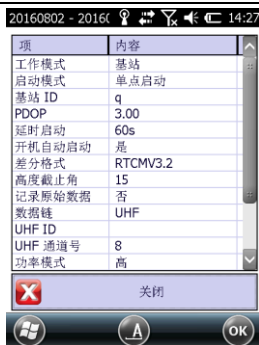 20160802 - 2016( 14:27
项 内容
工作模式 基站
启动模式 单点启动
基站 ID q
PDOP 3.00
延时启动 60s
开机自动启动 是
差分格式 RTCMV3.2
高度截止角 15
记录原始数据 否
数据链 UHF
UHF ID
UHF 通道号 8
功率模式 高
关闭
A OK